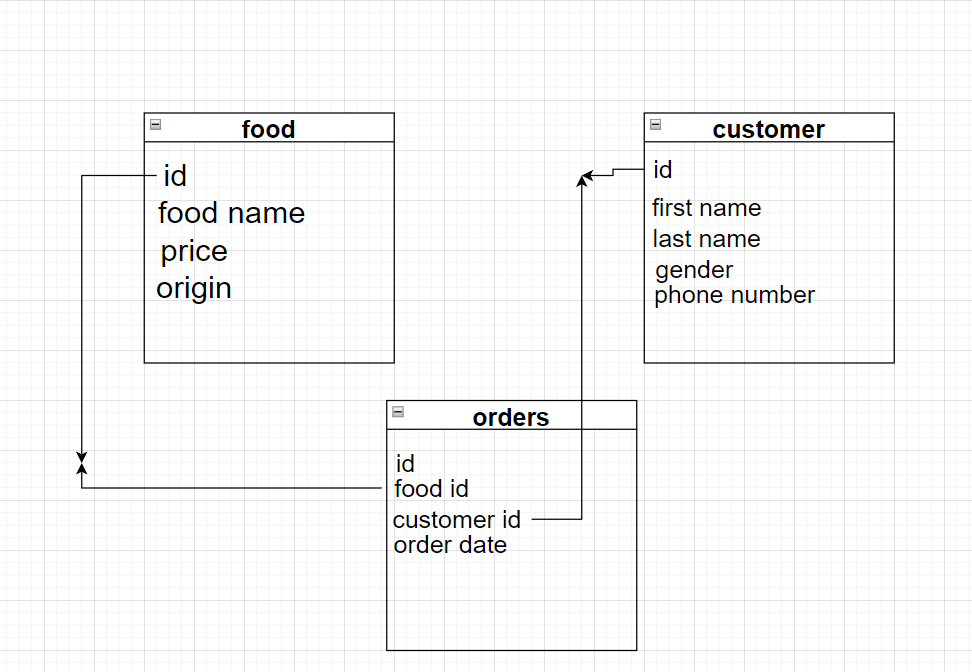 food
id
food name
price
origin
customer
id
first name
last name
gender
phone number
orders
id
food id
customer id
order date